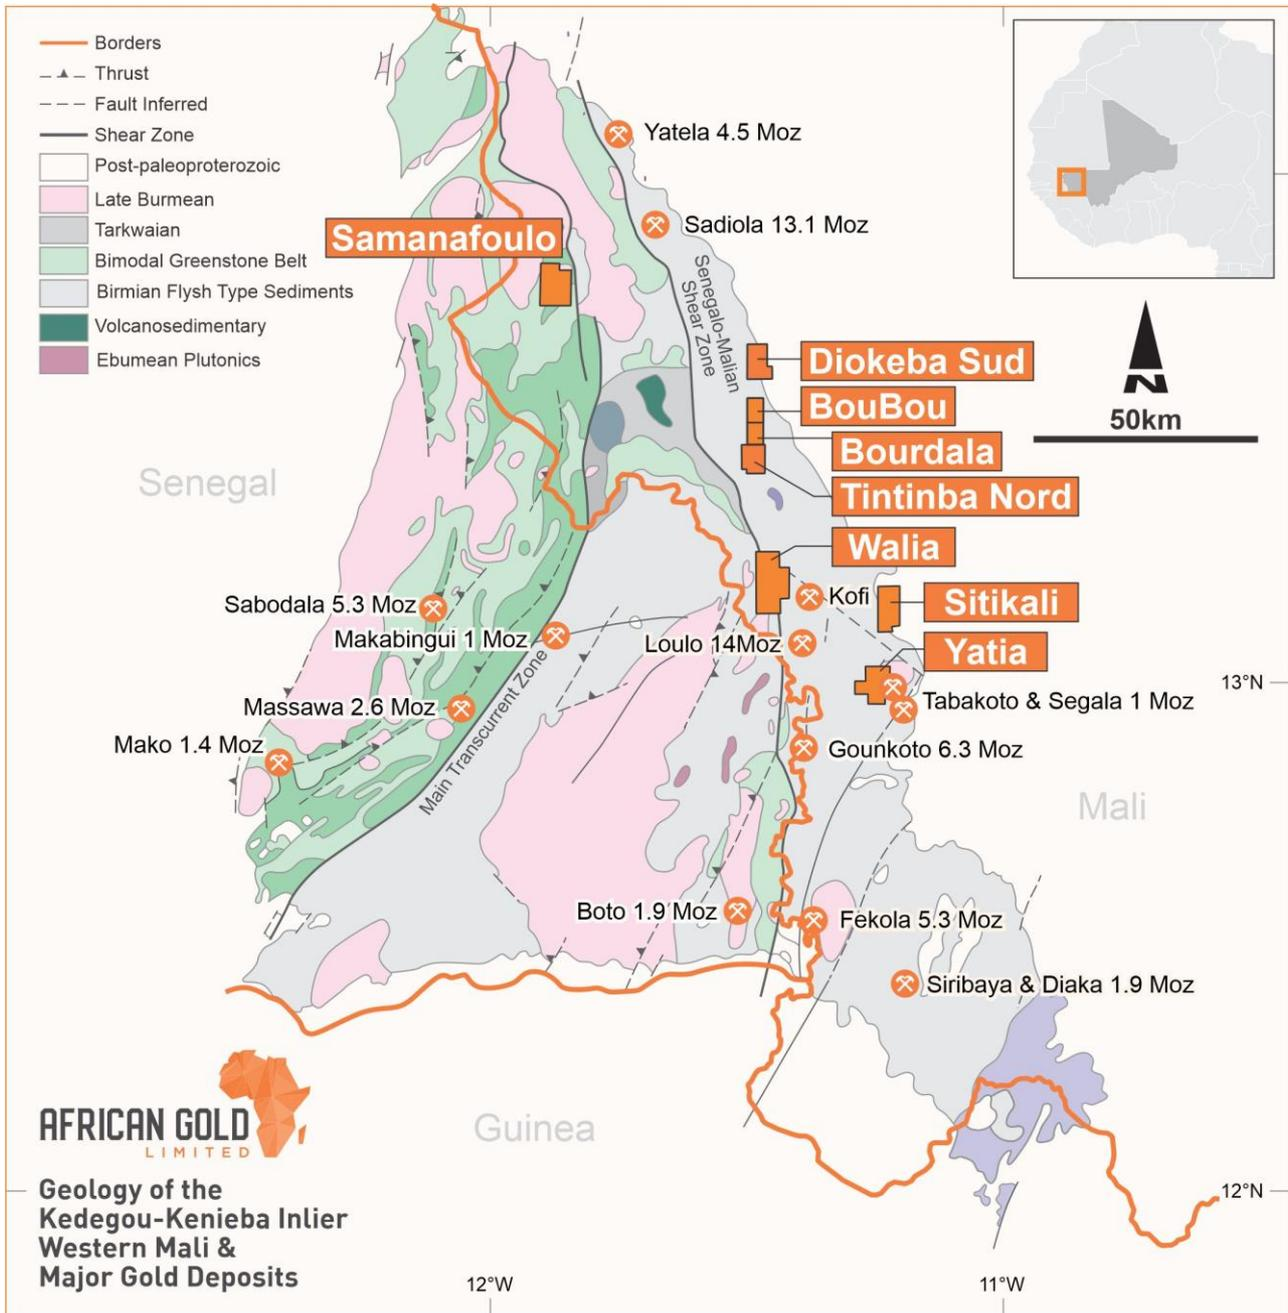 Borders
Thrust
Fault Inferred
Shear Zone
Post-paleoproterozoic
Late Burmean
Tarkwaian
Bimodal Greenstone Belt
Birmian Flysh Type Sediments
Volcanosedimentary
Ebumean Plutonics
Yatela 4.5 Moz
Sadiola 13.1 Moz
Samanafoulo
Senegalo-Malian
Shear Zone
Diokeba Sud
BouBou
Bourdala
Tintinba Nord
Walia
Kofi
Sitikali
Yatia
N
50km
Senegal
Sabodala 5.3 Moz
Makabingui 1 Moz
Loulo 14Moz
13°N
Massawa 2.6 Moz
Tabakoto & Segala 1 Moz
Mako 1.4 Moz
Gounkoto 6.3 Moz
Main Transcurrent Zone
Mali
Boto 1.9 Moz
Fekola 5.3 Moz
Siribaya & Diaka 1.9 Moz
Guinea
AFRICAN GOLD
LIMITED
Geology of the
Kedegou-Kenieba Inlier
Western Mali &
Major Gold Deposits
12°N
12°W
11°W